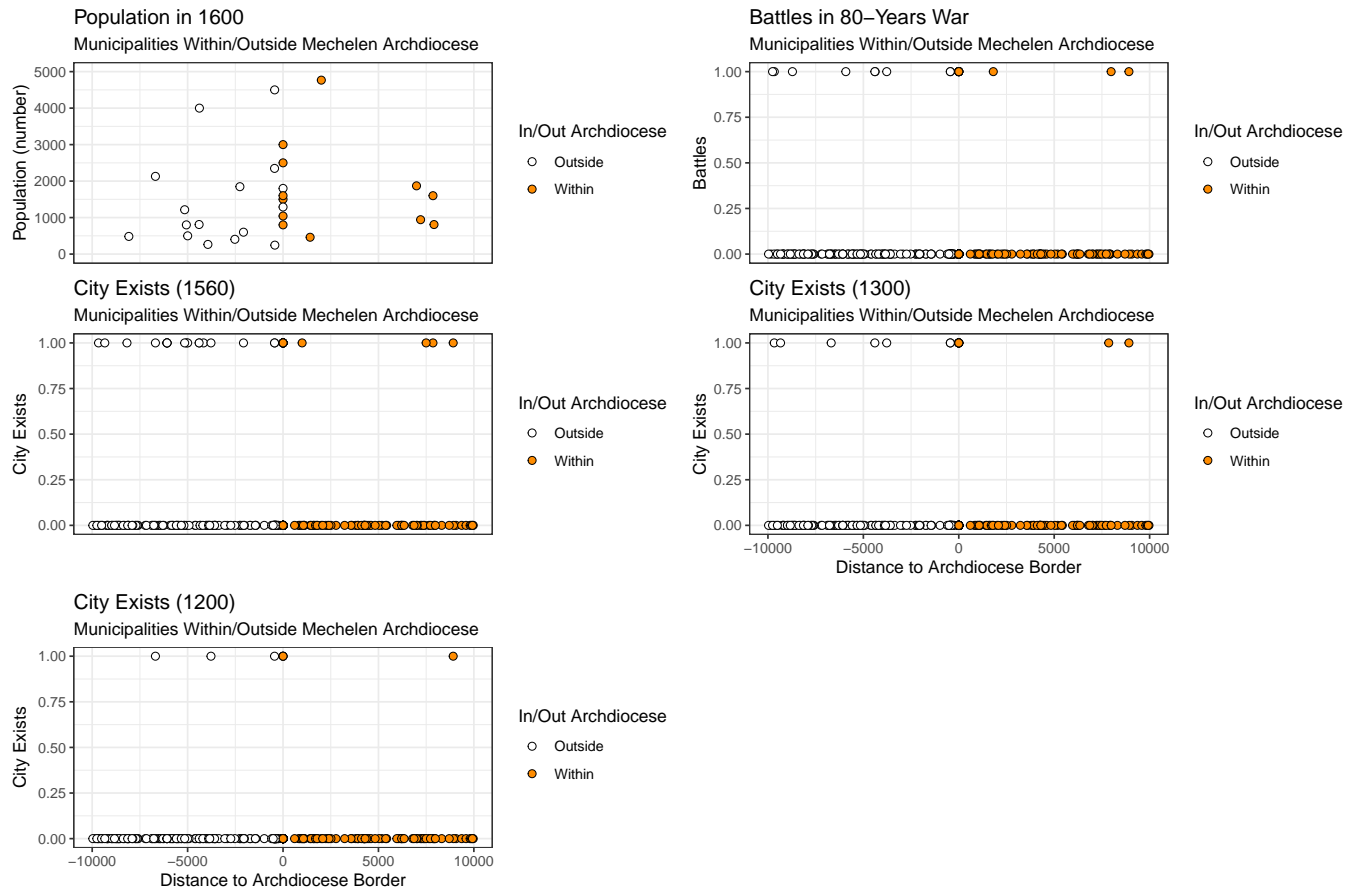 Population in 1600
Municipalities Within/Outside Mechelen Archdiocese
Population (number)
5000
4000
3000
2000
1000
0
In/Out Archdiocese
Outside
Within
Battles in 80−Years War
Municipalities Within/Outside Mechelen Archdiocese
Battles
1.00
0.75
0.50
0.25
0.00
In/Out Archdiocese
Outside
Within
City Exists (1560)
Municipalities Within/Outside Mechelen Archdiocese
City Exists
1.00
0.75
0.50
0.25
0.00
In/Out Archdiocese
Outside
Within
City Exists (1300)
Municipalities Within/Outside Mechelen Archdiocese
City Exists
1.00
0.75
0.50
0.25
0.00
−10000 −5000 0 5000 10000
Distance to Archdiocese Border
In/Out Archdiocese
Outside
Within
City Exists (1200)
Municipalities Within/Outside Mechelen Archdiocese
City Exists
1.00
0.75
0.50
0.25
0.00
−10000 −5000 0 5000 10000
Distance to Archdiocese Border
In/Out Archdiocese
Outside
Within